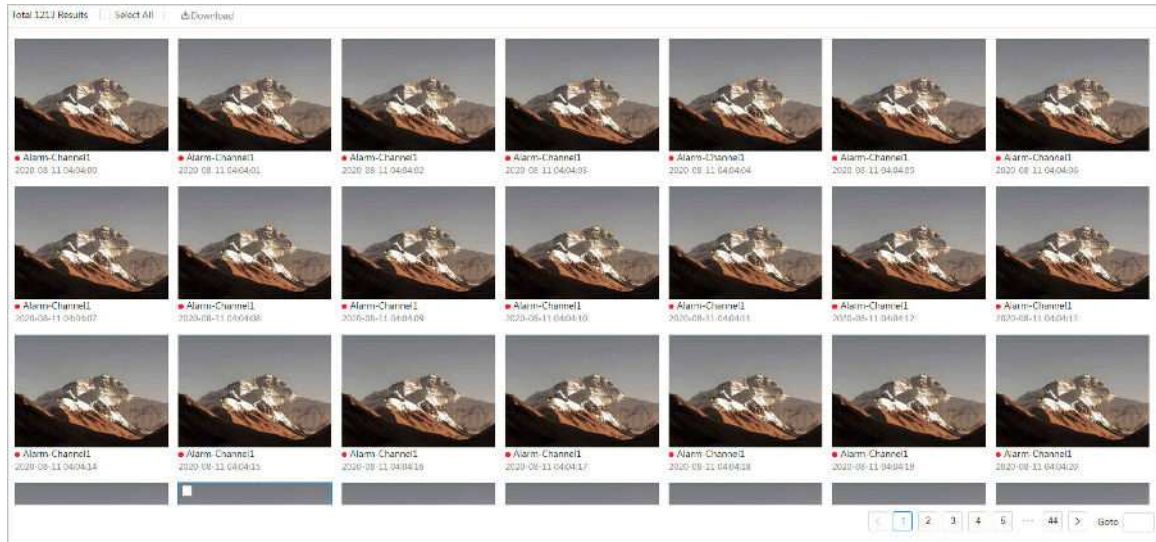 Total 1213 Results Select All Download
Alarm-Channel1 Alarm-Channel1 Alarm-Channel1 Alarm-Channel1 Alarm-Channel1 Alarm-Channel1 Alarm-Channel1
2020-08-11 04:04:00 2020-08-11 04:04:01 2020-08-11 04:04:02 2020-08-11 04:04:03 2020-08-11 04:04:04 2020-08-11 04:04:05 2020-08-11 04:04:06
Alarm-Channel1 Alarm-Channel1 Alarm-Channel1 Alarm-Channel1 Alarm-Channel1 Alarm-Channel1 Alarm-Channel1
2020-08-11 04:04:07 2020-08-11 04:04:08 2020-08-11 04:04:09 2020-08-11 04:04:10 2020-08-11 04:04:11 2020-08-11 04:04:12 2020-08-11 04:04:13
Alarm-Channel1 Alarm-Channel1 Alarm-Channel1 Alarm-Channel1 Alarm-Channel1 Alarm-Channel1 Alarm-Channel1
2020-08-11 04:04:14 2020-08-11 04:04:15 2020-08-11 04:04:16 2020-08-11 04:04:17 2020-08-11 04:04:18 2020-08-11 04:04:19 2020-08-11 04:04:20
< 1 2 3 4 5 ··· 44 > Goto